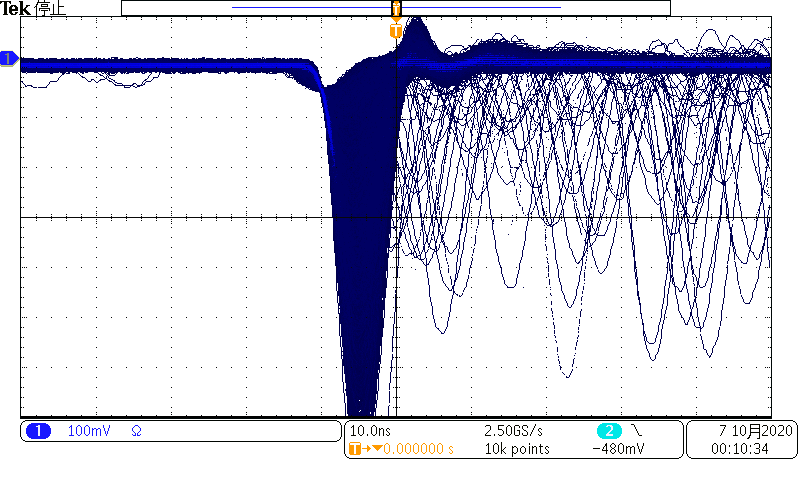 Tek 停止
T
T
1
1 100mV Ω
10.0ns 2.50GS/s 2
T→▼0.000000 s 10k points −480mV
7 10月2020
00:10:34